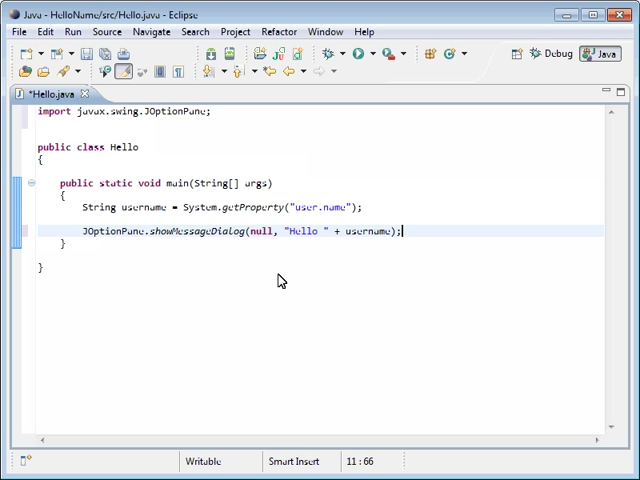 Java - HelloName/src/Hello.java - Eclipse
File Edit Run Source Navigate Search Project Refactor Window Help
Debug Java
*Hello.java
import javax.swing.JOptionPane;
public class Hello
{
public static void main(String[] args)
{
String username = System.getProperty("user.name");
JOptionPane.showMessageDialog(null, "Hello " + username);
}
}
Writable Smart Insert 11 : 66